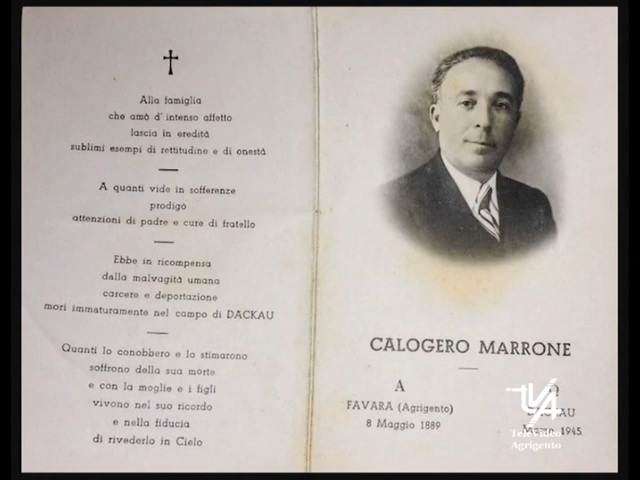 Alla famiglia
che amò d' intenso affetto
lascia in eredità
sublimi esempi di rettitudine e di onestà
A quanti vide in sofferenze
prodigò
attenzioni di padre e cure di fratello
Ebbe in ricompensa
dalla malvagità umana
carcere e deportazione
morì immaturamente nel campo di DACKAU
Quanti lo conobbero e lo stimarono
soffrono della sua morte
e con la moglie e i figli
vivono nel suo ricordo
e nella fiducia
di rivederlo in Cielo
CALOGERO MARRONE
A
FAVARA (Agrigento)
8 Maggio 1889
O
1945
TVA
TeleVideo
Agrigento